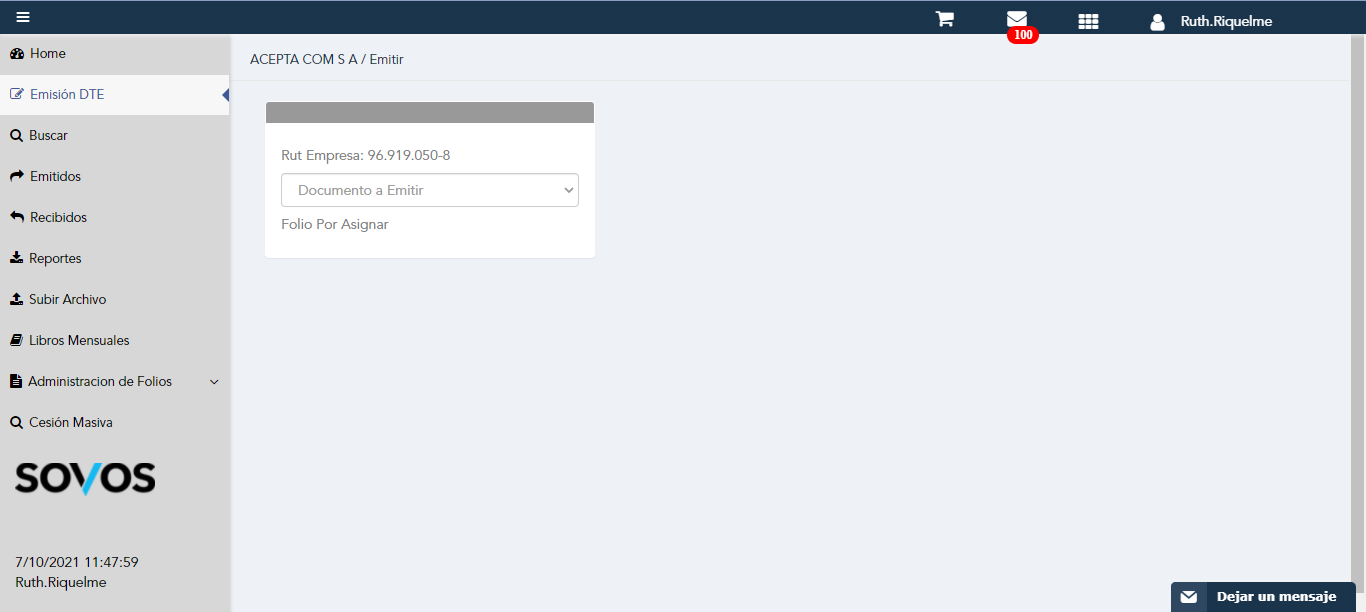 100
Ruth.Riquelme
Home
Emisión DTE
Buscar
Emitidos
Recibidos
Reportes
Subir Archivo
Libros Mensuales
Administracion de Folios
Cesión Masiva
SOVOS
7/10/2021 11:47:59
Ruth.Riquelme
ACEPTA COM S A / Emitir
Rut Empresa: 96.919.050-8
Documento a Emitir
Folio Por Asignar
Dejar un mensaje